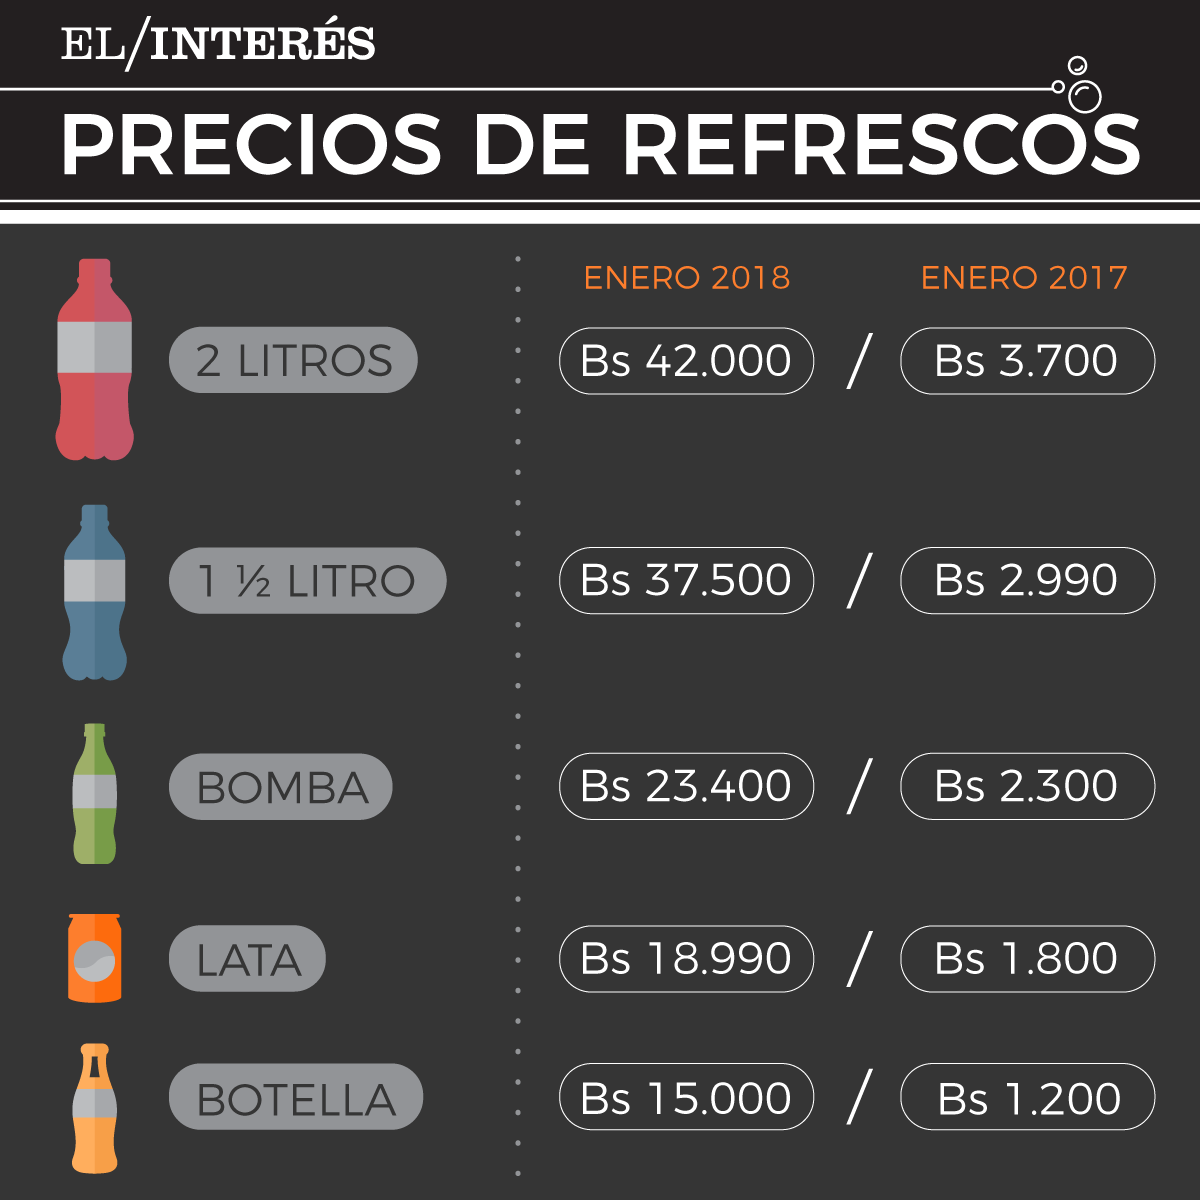 EL/INTERÉS
PRECIOS DE REFRESCOS
ENERO 2018 ENERO 2017
2 LITROS Bs 42.000 / Bs 3.700
1 ½ LITRO Bs 37.500 / Bs 2.990
BOMBA Bs 23.400 / Bs 2.300
LATA Bs 18.990 / Bs 1.800
BOTELLA Bs 15.000 / Bs 1.200